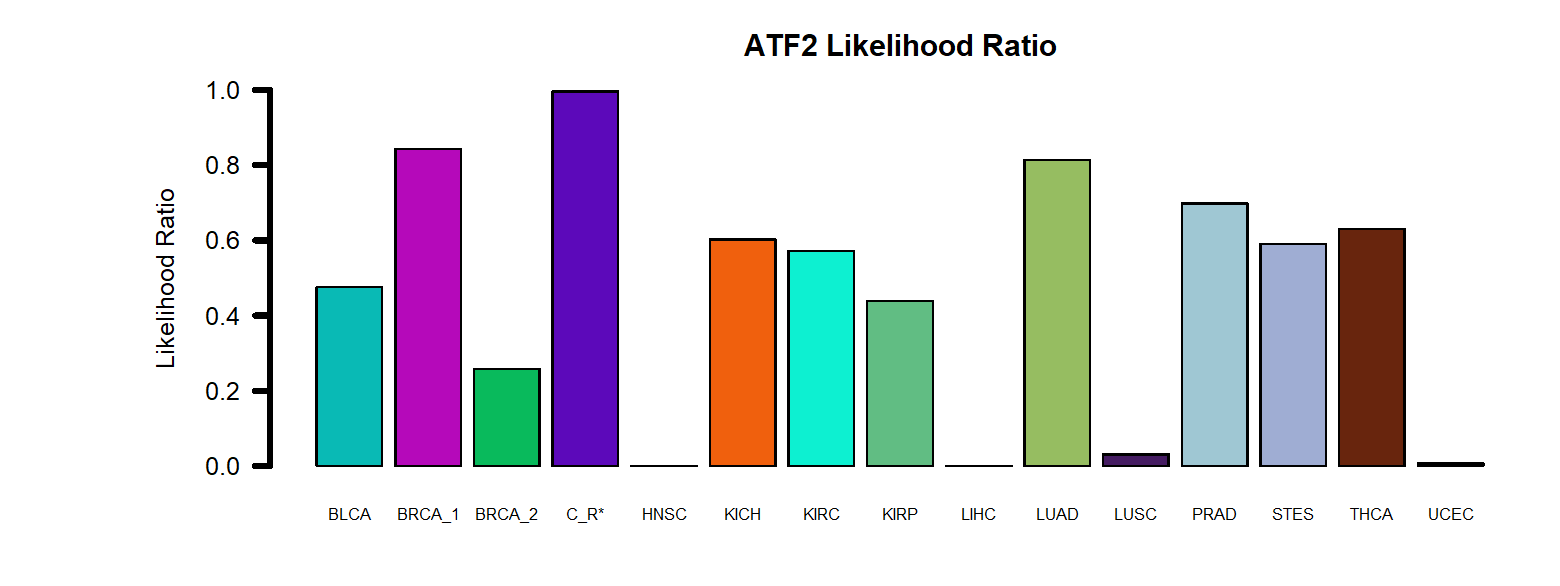 ATF2 Likelihood Ratio
Likelihood Ratio
1.0
0.8
0.6
0.4
0.2
0.0
BLCA BRCA_1 BRCA_2 C_R* HNSC KICH KIRC KIRP LIHC LUAD LUSC PRAD STES THCA UCEC